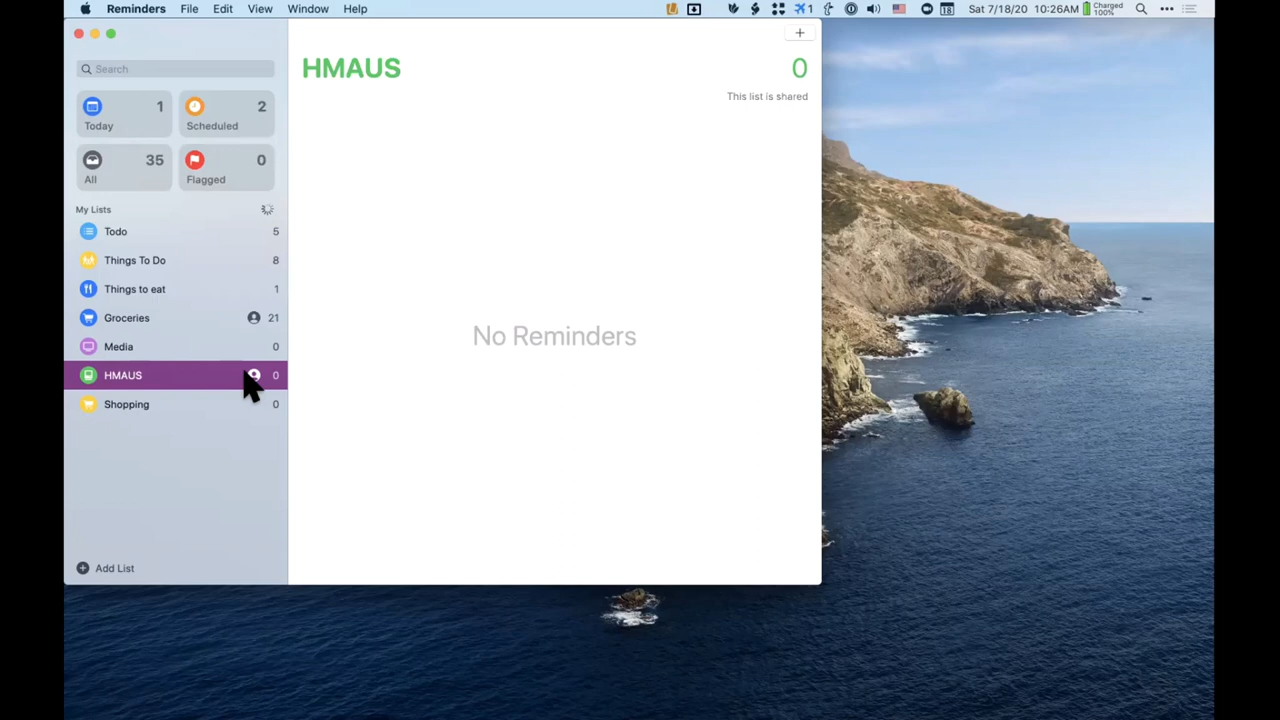 Reminders File Edit View Window Help 1 18 Sat 7/18/20 10:26AM Charged 100%
Search
Today 1
Scheduled 2
All 35
Flagged 0
My Lists
Todo 5
Things To Do 8
Things to eat 1
Groceries 21
Media 0
HMAUS 0
Shopping 0
Add List
+
HMAUS 0
This list is shared
No Reminders